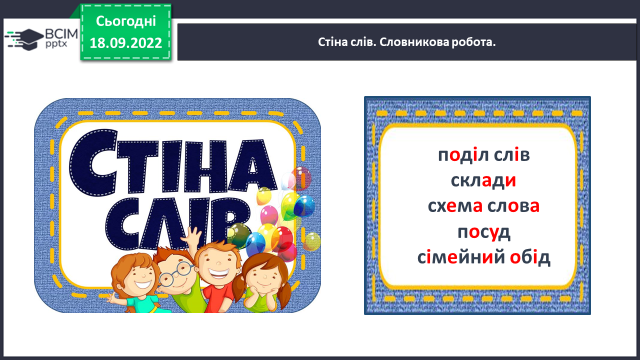 Сьогодні
18.09.2022
ВСІМ
pptx
Стіна слів. Словникова робота.
СТІНА
СЛІВ
поділ слів
склади
схема слова
посуд
сімейний обід